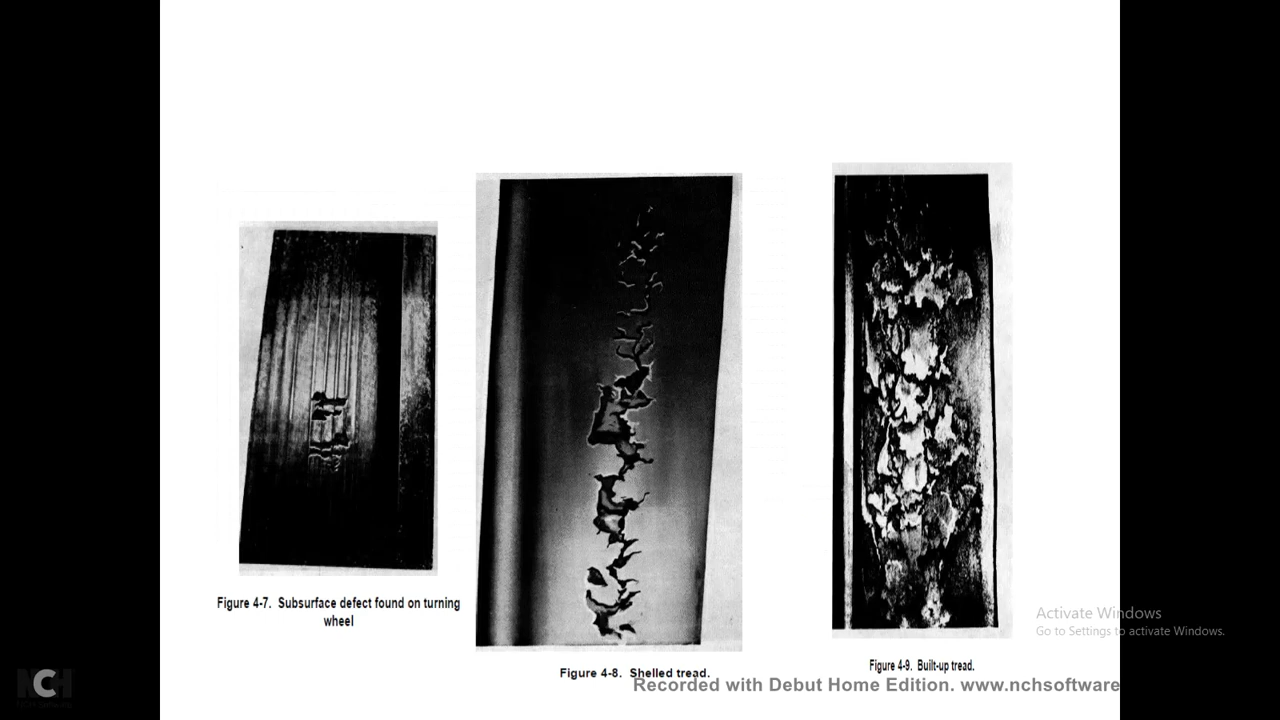 Figure 4-7. Subsurface defect found on turning
wheel
Figure 4-8. Shelled tread.
Figure 4-9. Built-up tread.
Activate Windows
Go to Settings to activate Windows.
Recorded with Debut Home Edition. www.nchsoftware
NCH